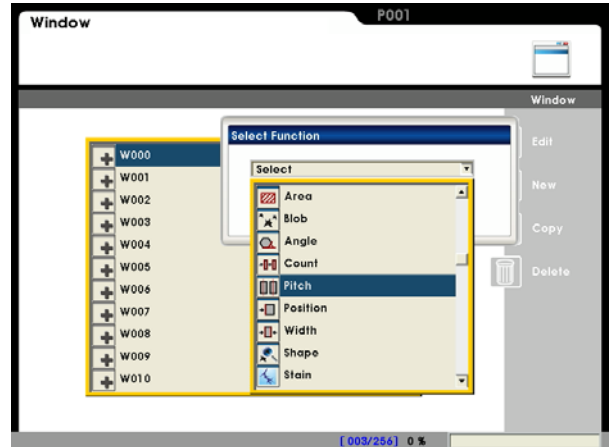 Window
P001
Window
Edit
New
Copy
Delete
Select Function
Select
W000
W001
W002
W003
W004
W005
W006
W007
W008
W009
W010
Area
Blob
Angle
Count
Pitch
Position
Width
Shape
Stain
[003/256] 0 %